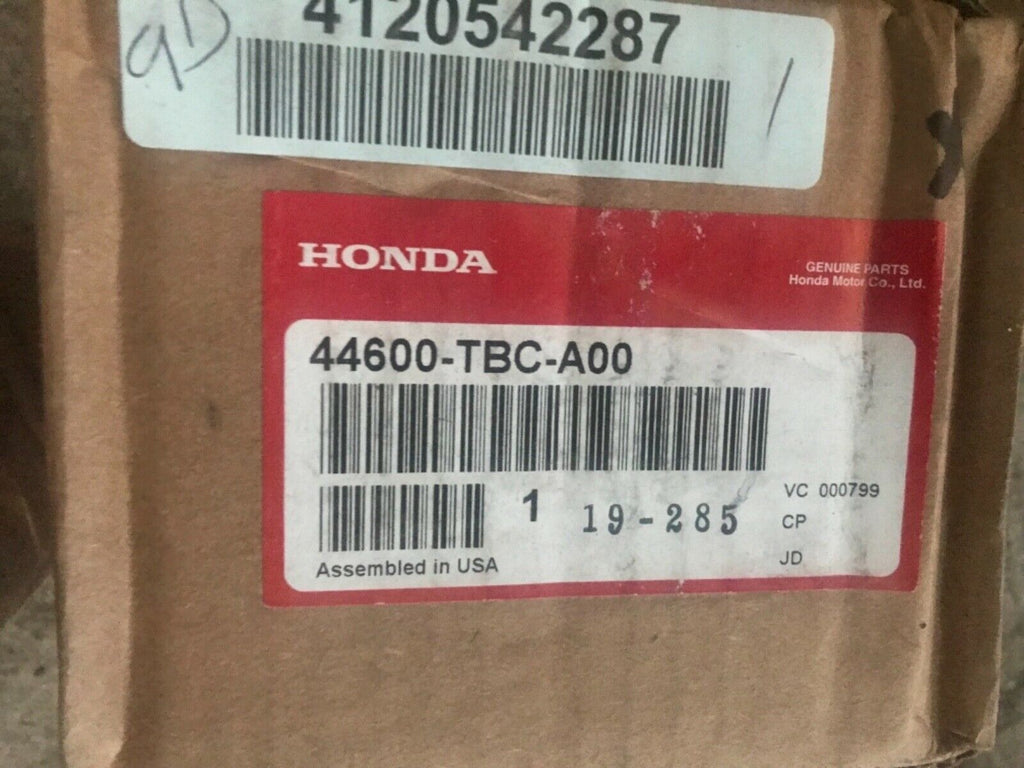 4120542287
9D
/
HONDA
GENUINE PARTS
Honda Motor Co., Ltd.
44600-TBC-A00
1
19-285
VC 000799
CP
JD
Assembled in USA